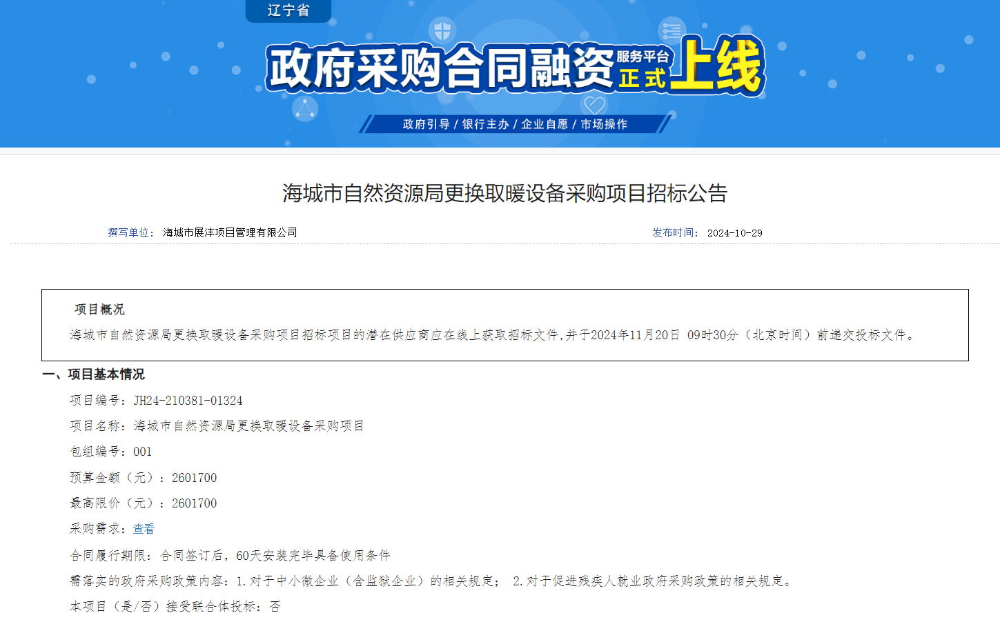 辽宁省
政府采购合同融资服务平台正式上线
政府引导 / 银行主办 / 企业自愿 / 市场操作
海城市自然资源局更换取暖设备采购项目招标公告
撰写单位： 海城市展沣项目管理有限公司 发布时间： 2024-10-29
项目概况
海城市自然资源局更换取暖设备采购项目招标项目的潜在供应商应在线上获取招标文件,并于2024年11月20日 09时30分（北京时间）前递交投标文件。
一、项目基本情况
项目编号：JH24-210381-01324
项目名称：海城市自然资源局更换取暖设备采购项目
包组编号：001
预算金额（元）：2601700
最高限价（元）：2601700
采购需求：查看
合同履行期限：合同签订后，60天安装完毕具备使用条件
需落实的政府采购政策内容：1.对于中小微企业（含监狱企业）的相关规定； 2.对于促进残疾人就业政府采购政策的相关规定。
本项目（是/否）接受联合体投标：否